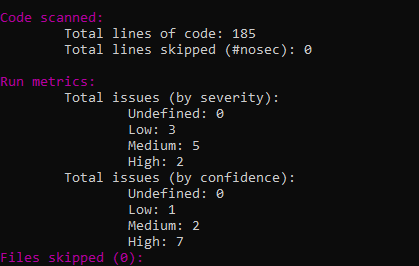 Code scanned:
Total lines of code: 185
Total lines skipped (#nosec): 0
Run metrics:
Total issues (by severity):
Undefined: 0
Low: 3
Medium: 5
High: 2
Total issues (by confidence):
Undefined: 0
Low: 1
Medium: 2
High: 7
Files skipped (0):